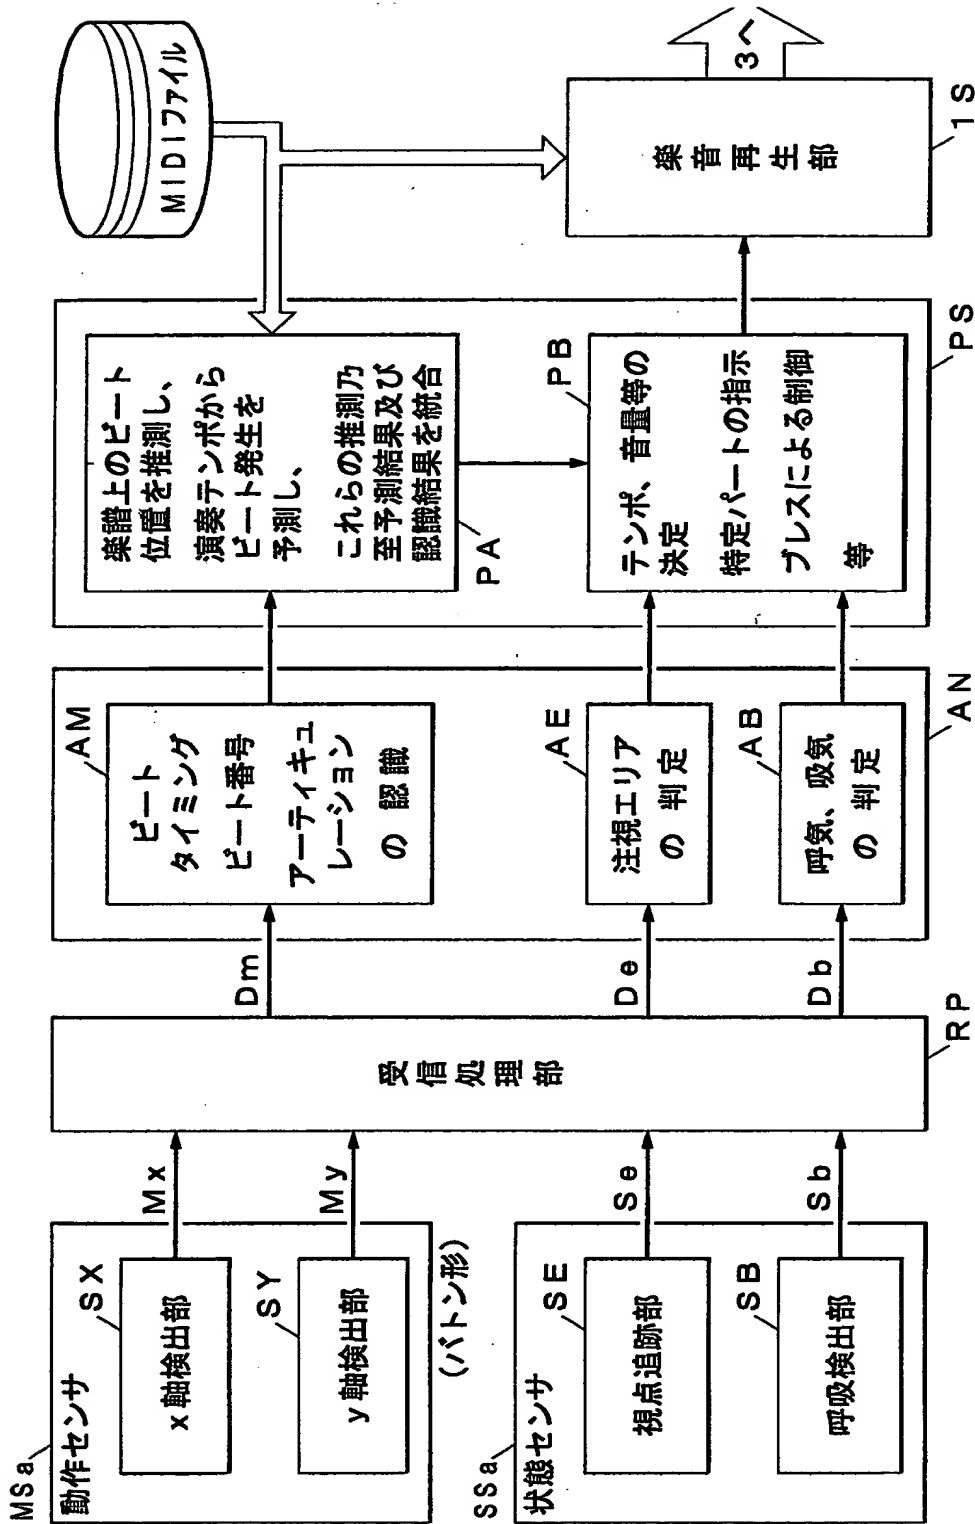 MSa
動作センサ
SX
x軸検出部
SY
y軸検出部
(バトン形)
Mx
My
SSa
状態センサ
SE
視点追跡部
SB
呼吸検出部
Se
Sb
受信処理部
RP
Dm
De
Db
AM
ビート
タイミング
ビート番号
アーティキュ
レーション
の認識
AE
注視エリア
の判定
AB
呼気、吸気
の判定
AN
楽譜上のビート
位置を推測し、
演奏テンポから
ビート発生を
予測し、
これらの推測乃
至予測結果及び
認識結果を統合
PA
PB
テンポ、音量等の
決定
特定パートの指示
ブレスによる制御
等
PS
MIDIファイル
楽音再生部
1S
3へ